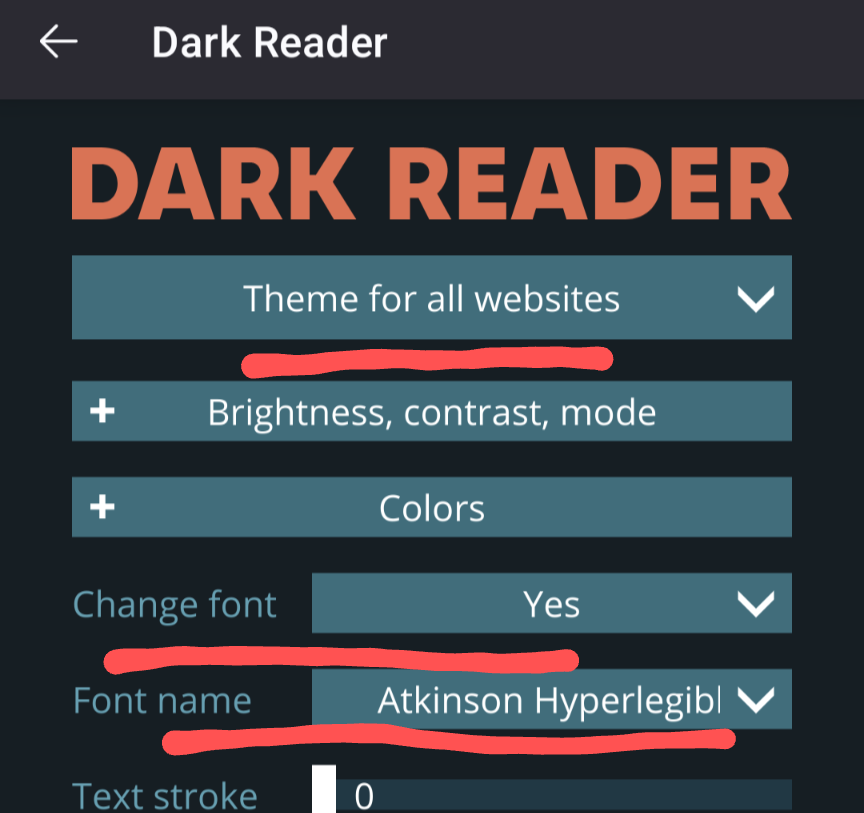 Dark Reader
DARK READER
Theme for all websites
Brightness, contrast, mode
Colors
Change font Yes
Font name Atkinson Hyperlegibl
Text stroke 0